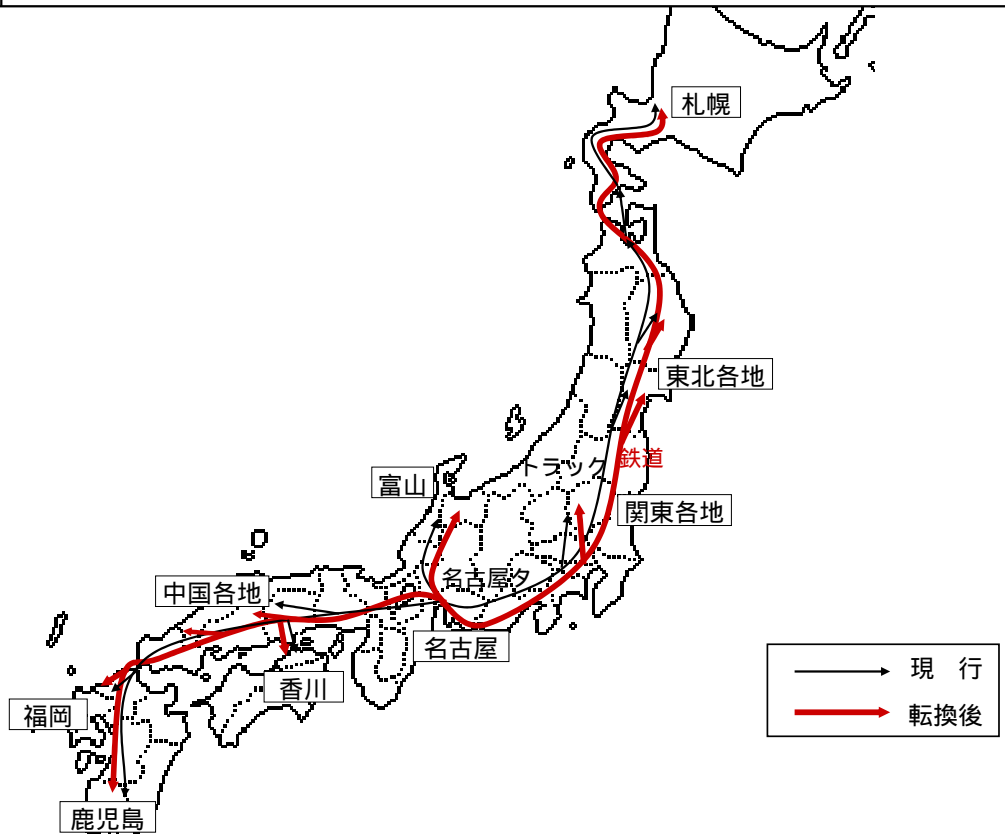 札幌
東北各地
トラック
鉄道
富山
関東各地
中国各地
名古屋タ
名古屋
香川
福岡
鹿児島
現 行
転換後